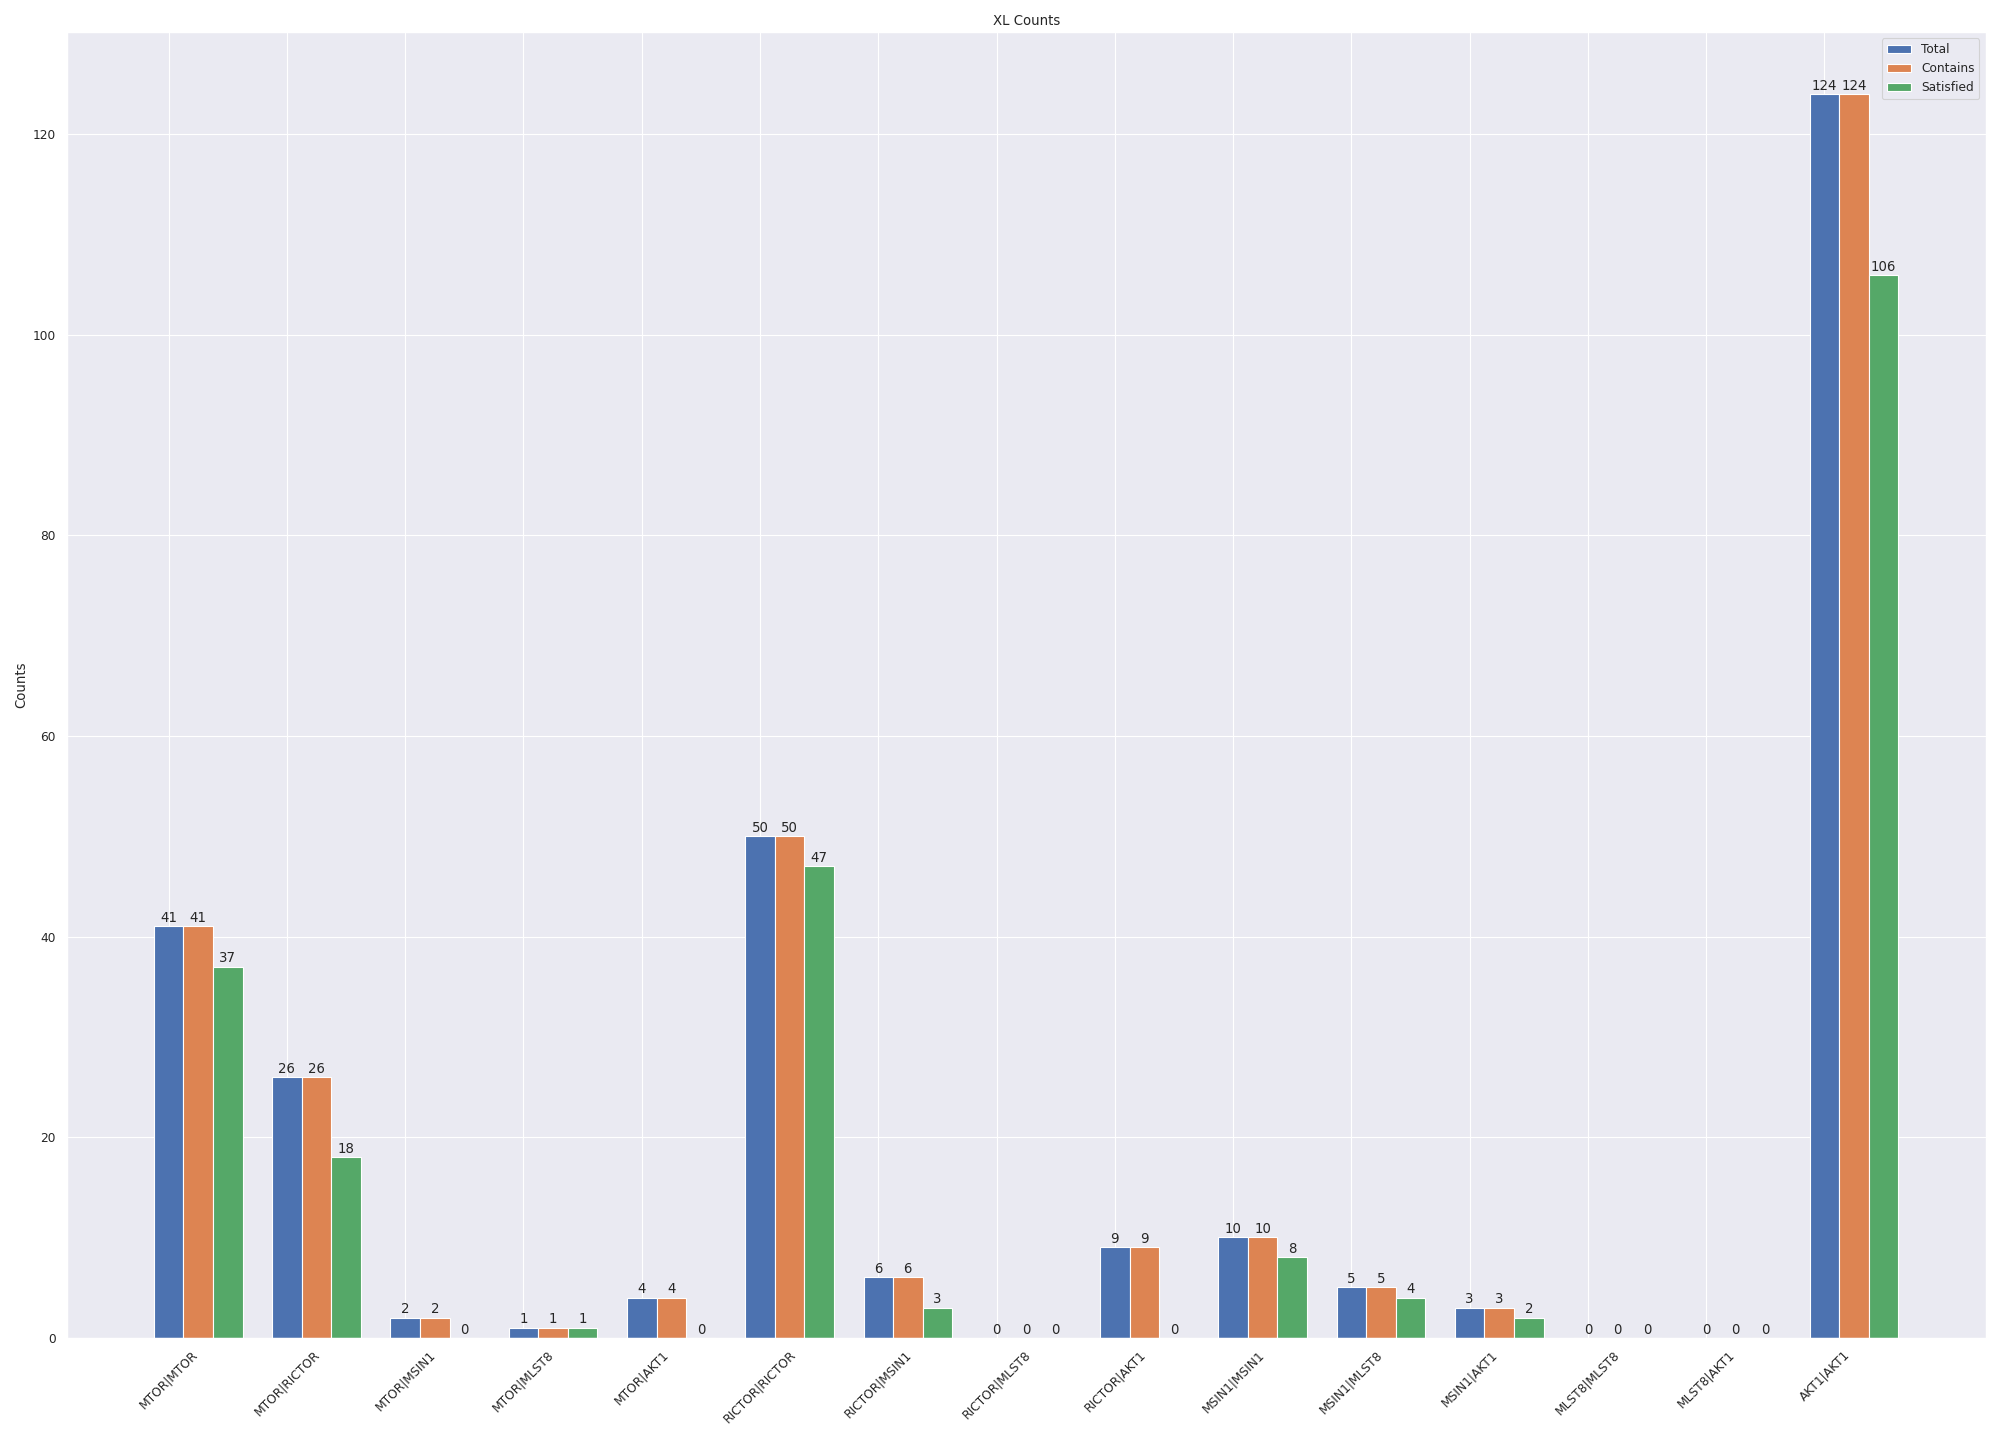 XL Counts
Total
Contains
Satisfied
Counts
120
100
80
60
40
20
0
41 41 37
26 26 18
2 2 0
1 1 1
4 4 0
50 50 47
6 6 3
0 0 0
9 9 0
10 10 8
5 5 4
3 3 2
0 0 0
0 0 0
124 124 106
MTOR|MTOR
MTOR|RICTOR
MTOR|MSIN1
MTOR|MLST8
MTOR|AKT1
RICTOR|RICTOR
RICTOR|MSIN1
RICTOR|MLST8
RICTOR|AKT1
MSIN1|MSIN1
MSIN1|MLST8
MSIN1|AKT1
MLST8|MLST8
MLST8|AKT1
AKT1|AKT1